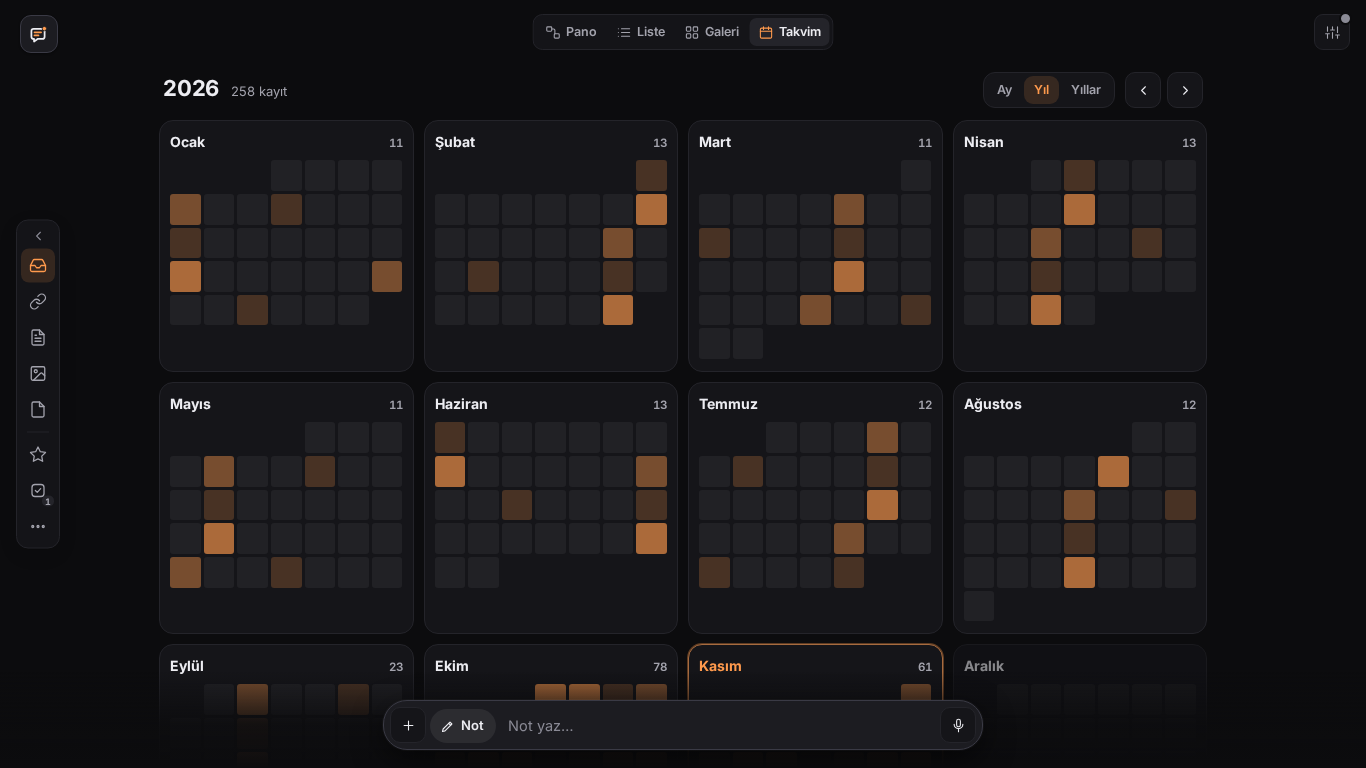 Pano Liste Galeri Takvim
2026 258 kayıt Ay Yıl Yıllar
Ocak 11 Şubat 13 Mart 11 Nisan 13
Mayıs 11 Haziran 13 Temmuz 12 Ağustos 12
1
Eylül 23 Ekim 78 Kasım 61 Aralık
Not Not yaz...